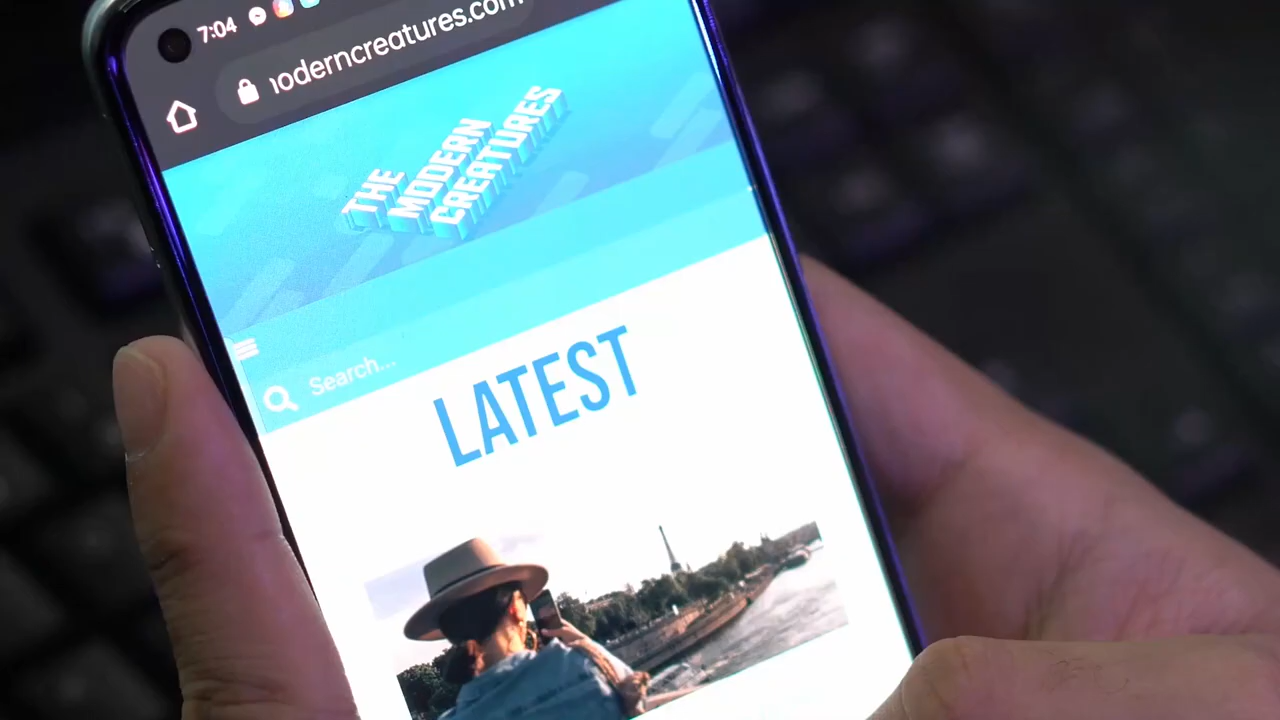 7:04
oderncreatures.com
THE
MODERN
CREATURES
Search...
LATEST